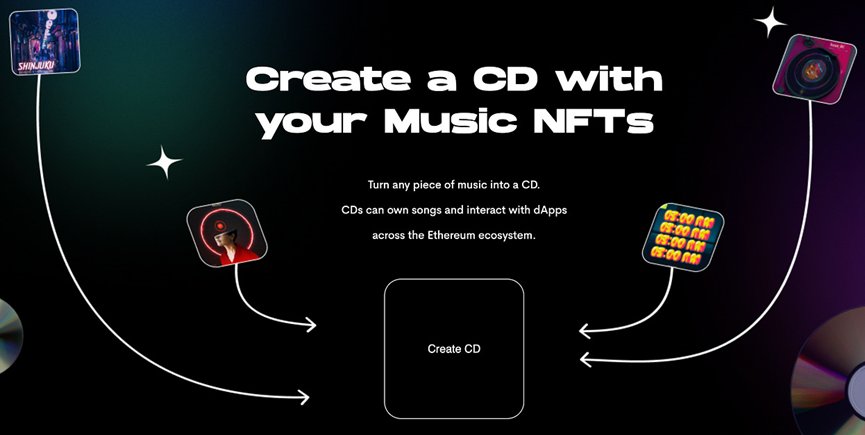 SHINJUKU
Create a CD with
your Music NFTs
Turn any piece of music into a CD.
CDs can own songs and interact with dApps
across the Ethereum ecosystem.
05:00 AM
05:00 AM
05:00 AM
05:00 AM
Create CD